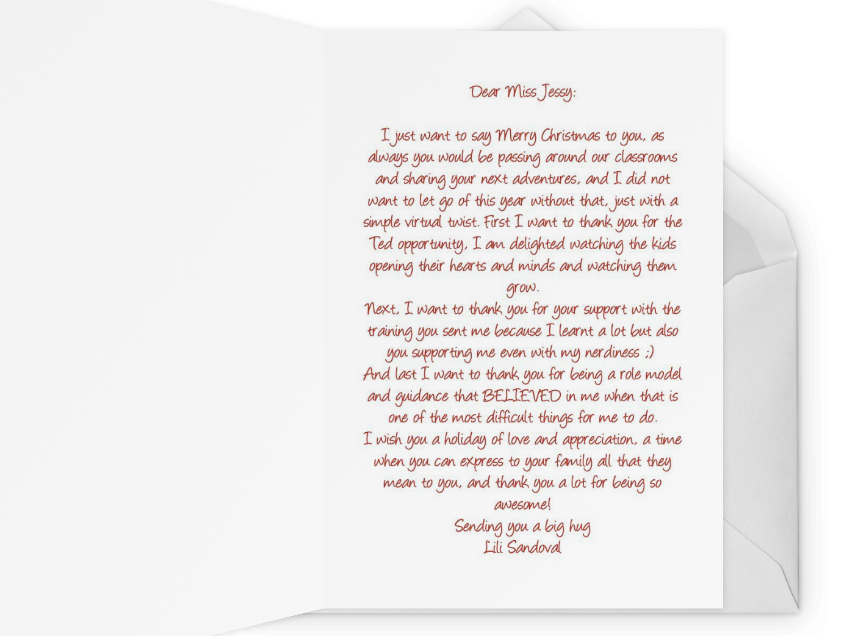 Dear Miss Jessy:
I just want to say Merry Christmas to you, as
always you would be passing around our classrooms
and sharing your next adventures, and I did not
want to let go of this year without that, just with a
simple virtual twist. First I want to thank you for the
Ted opportunity, I am delighted watching the kids
opening their hearts and minds and watching them
grow.
Next, I want to thank you for your support with the
training you sent me because I learnt a lot but also
you supporting me even with my nerdiness ;)
And last I want to thank you for being a role model
and guidance that BELIEVED in me when that is
one of the most difficult things for me to do.
I wish you a holiday of love and appreciation, a time
when you can express to your family all that they
mean to you, and thank you a lot for being so
awesome!
Sending you a big hug
Lili Sandoval